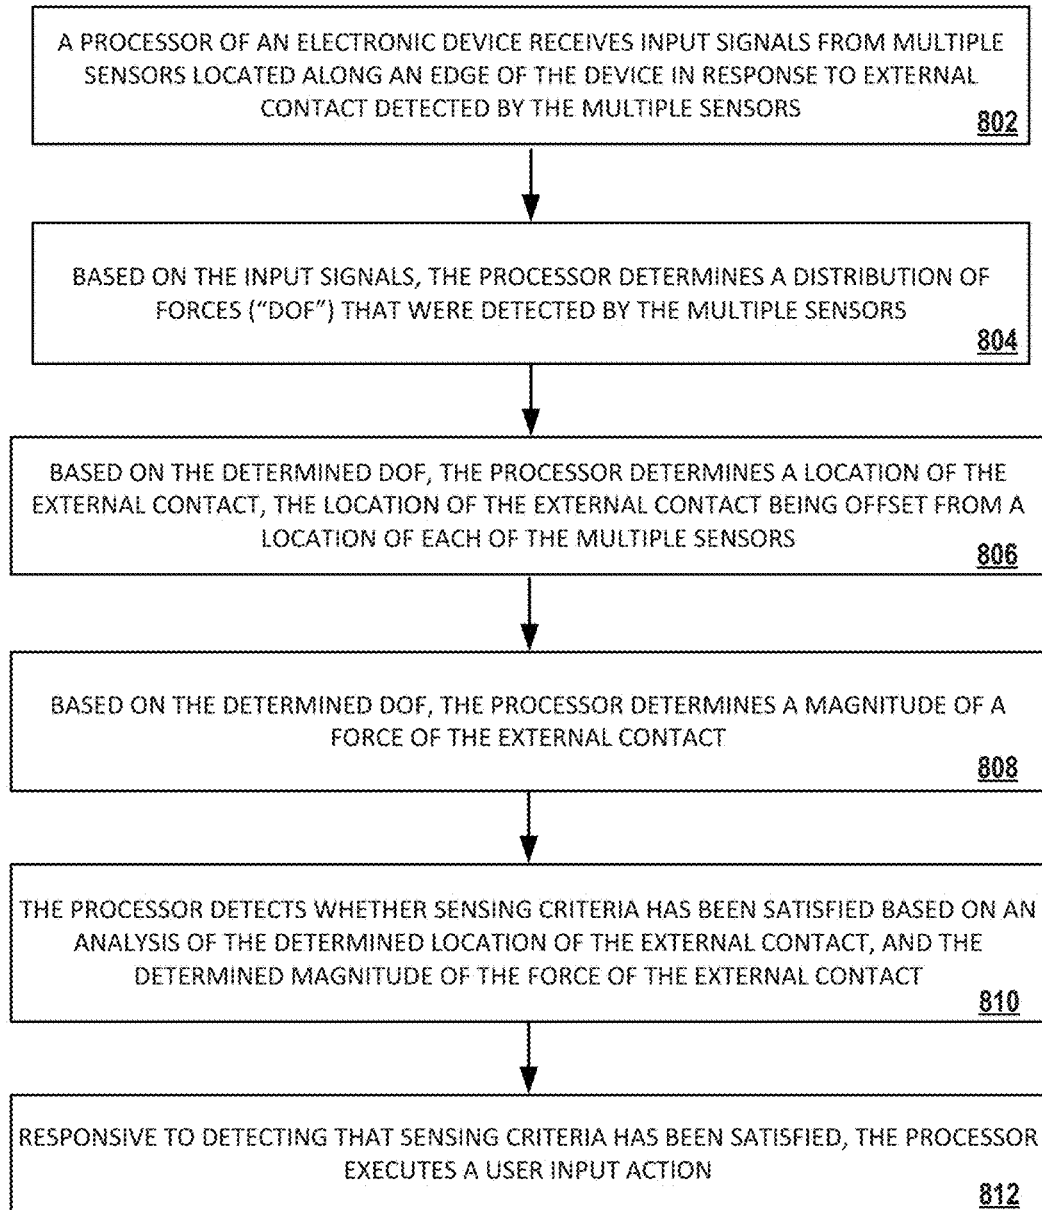 A PROCESSOR OF AN ELECTRONIC DEVICE RECEIVES INPUT SIGNALS FROM MULTIPLE
SENSORS LOCATED ALONG AN EDGE OF THE DEVICE IN RESPONSE TO EXTERNAL
CONTACT DETECTED BY THE MULTIPLE SENSORS
802
BASED ON THE INPUT SIGNALS, THE PROCESSOR DETERMINES A DISTRIBUTION OF
FORCES (“DOF”) THAT WERE DETECTED BY THE MULTIPLE SENSORS
804
BASED ON THE DETERMINED DOF, THE PROCESSOR DETERMINES A LOCATION OF THE
EXTERNAL CONTACT, THE LOCATION OF THE EXTERNAL CONTACT BEING OFFSET FROM A
LOCATION OF EACH OF THE MULTIPLE SENSORS
806
BASED ON THE DETERMINED DOF, THE PROCESSOR DETERMINES A MAGNITUDE OF A
FORCE OF THE EXTERNAL CONTACT
808
THE PROCESSOR DETECTS WHETHER SENSING CRITERIA HAS BEEN SATISFIED BASED ON AN
ANALYSIS OF THE DETERMINED LOCATION OF THE EXTERNAL CONTACT, AND THE
DETERMINED MAGNITUDE OF THE FORCE OF THE EXTERNAL CONTACT
810
RESPONSIVE TO DETECTING THAT SENSING CRITERIA HAS BEEN SATISFIED, THE PROCESSOR
EXECUTES A USER INPUT ACTION
812